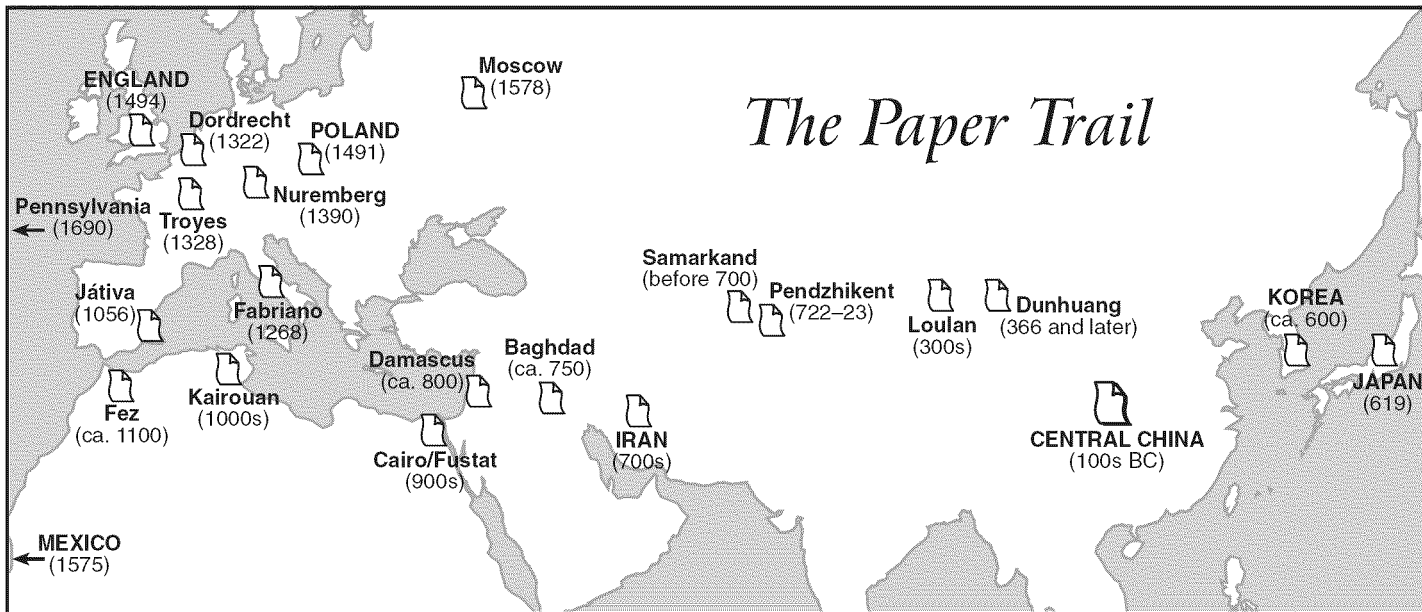 The Paper Trail
Moscow
(1578)
ENGLAND
(1494)
Dordrecht
(1322)
POLAND
(1491)
Nuremberg
(1390)
Pennsylvania
(1690)
Troyes
(1328)
Játiva
(1056)
Fabriano
(1268)
Samarkand
(before 700)
Pendzhikent
(722–23)
Loulan
(300s)
Dunhuang
(366 and later)
KOREA
(ca. 600)
JAPAN
(619)
Damascus
(ca. 800)
Baghdad
(ca. 750)
Kairouan
(1000s)
Fez
(ca. 1100)
Cairo/Fustat
(900s)
IRAN
(700s)
CENTRAL CHINA
(100s BC)
MEXICO
(1575)